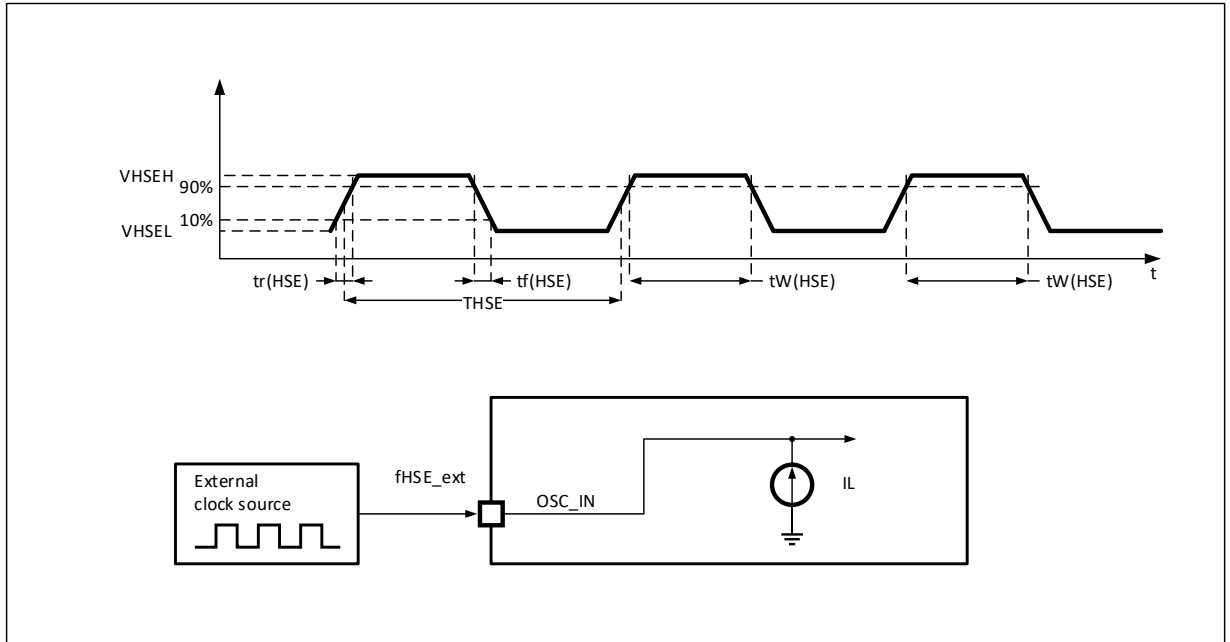 VHSEH
90%
10%
VHSEL
tr(HSE)
tf(HSE)
tW(HSE)
tW(HSE)
t
THSE
External
clock source
fHSE_ext
OSC_IN
IL